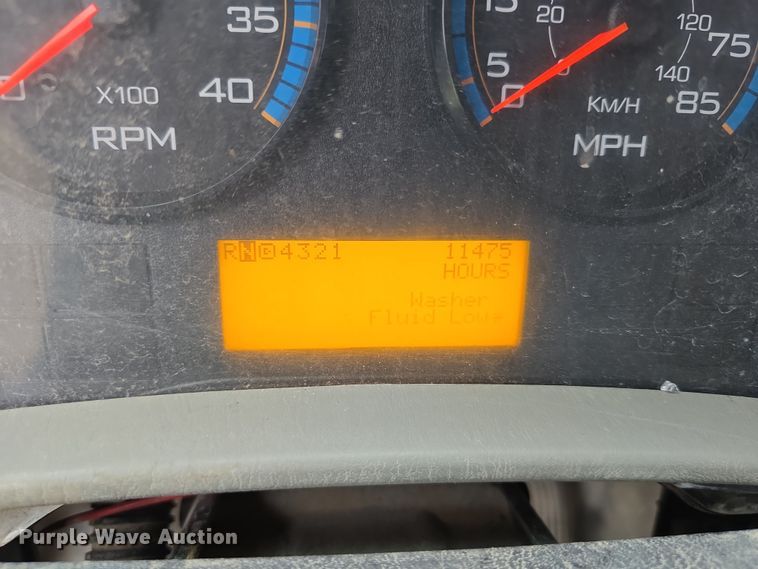 35
40
X100
RPM
15
20
5
0
120
75
140
85
KM/H
MPH
RN🄳4321 11475
HOURS
Washer
Fluid Low*
Purple Wave Auction